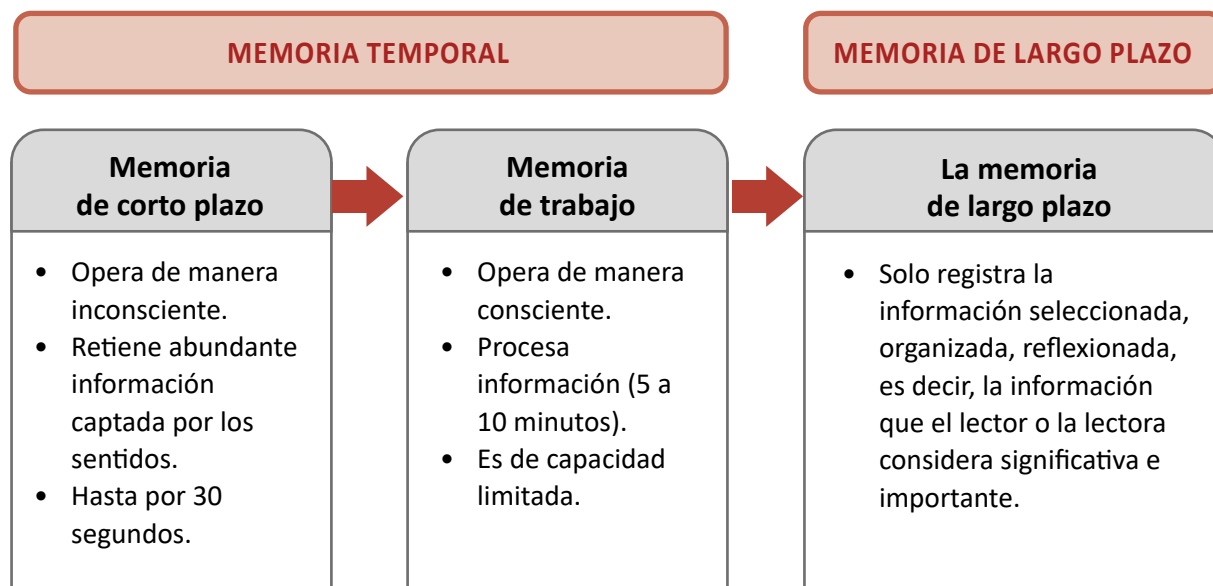 MEMORIA TEMPORAL
MEMORIA DE LARGO PLAZO
Memoria
de corto plazo
• Opera de manera
inconsciente.
• Retiene abundante
información
captada por los
sentidos.
• Hasta por 30
segundos.
Memoria
de trabajo
• Opera de manera
consciente.
• Procesa
información (5 a
10 minutos).
• Es de capacidad
limitada.
La memoria
de largo plazo
• Solo registra la
información seleccionada,
organizada, reflexionada,
es decir, la información
que el lector o la lectora
considera significativa e
importante.